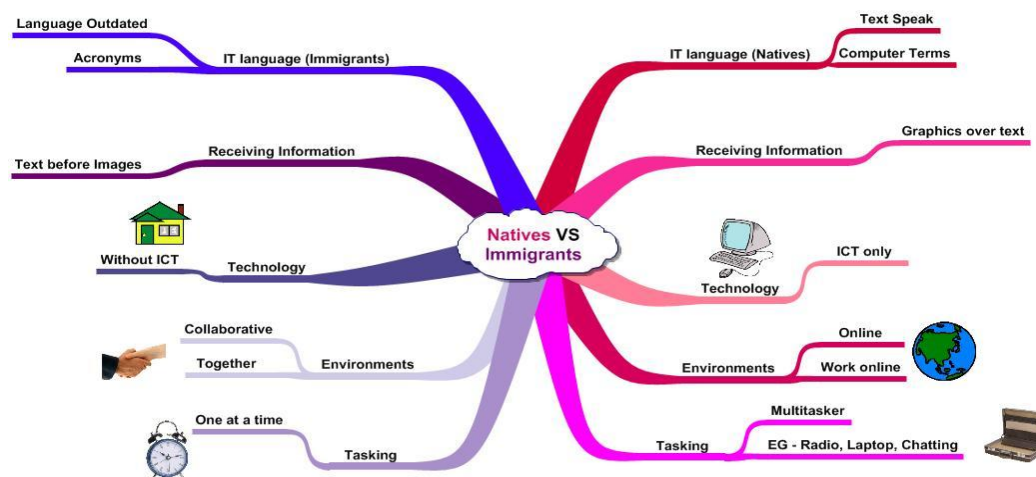 Language Outdated
Acronyms
IT language (Immigrants)
Text before Images
Receiving Information
Without ICT
Technology
Collaborative
Together
Environments
One at a time
Tasking
Natives VS
Immigrants
Text Speak
IT language (Natives)
Computer Terms
Graphics over text
Receiving Information
ICT only
Technology
Online
Environments
Work online
Multitasker
Tasking
EG - Radio, Laptop, Chatting